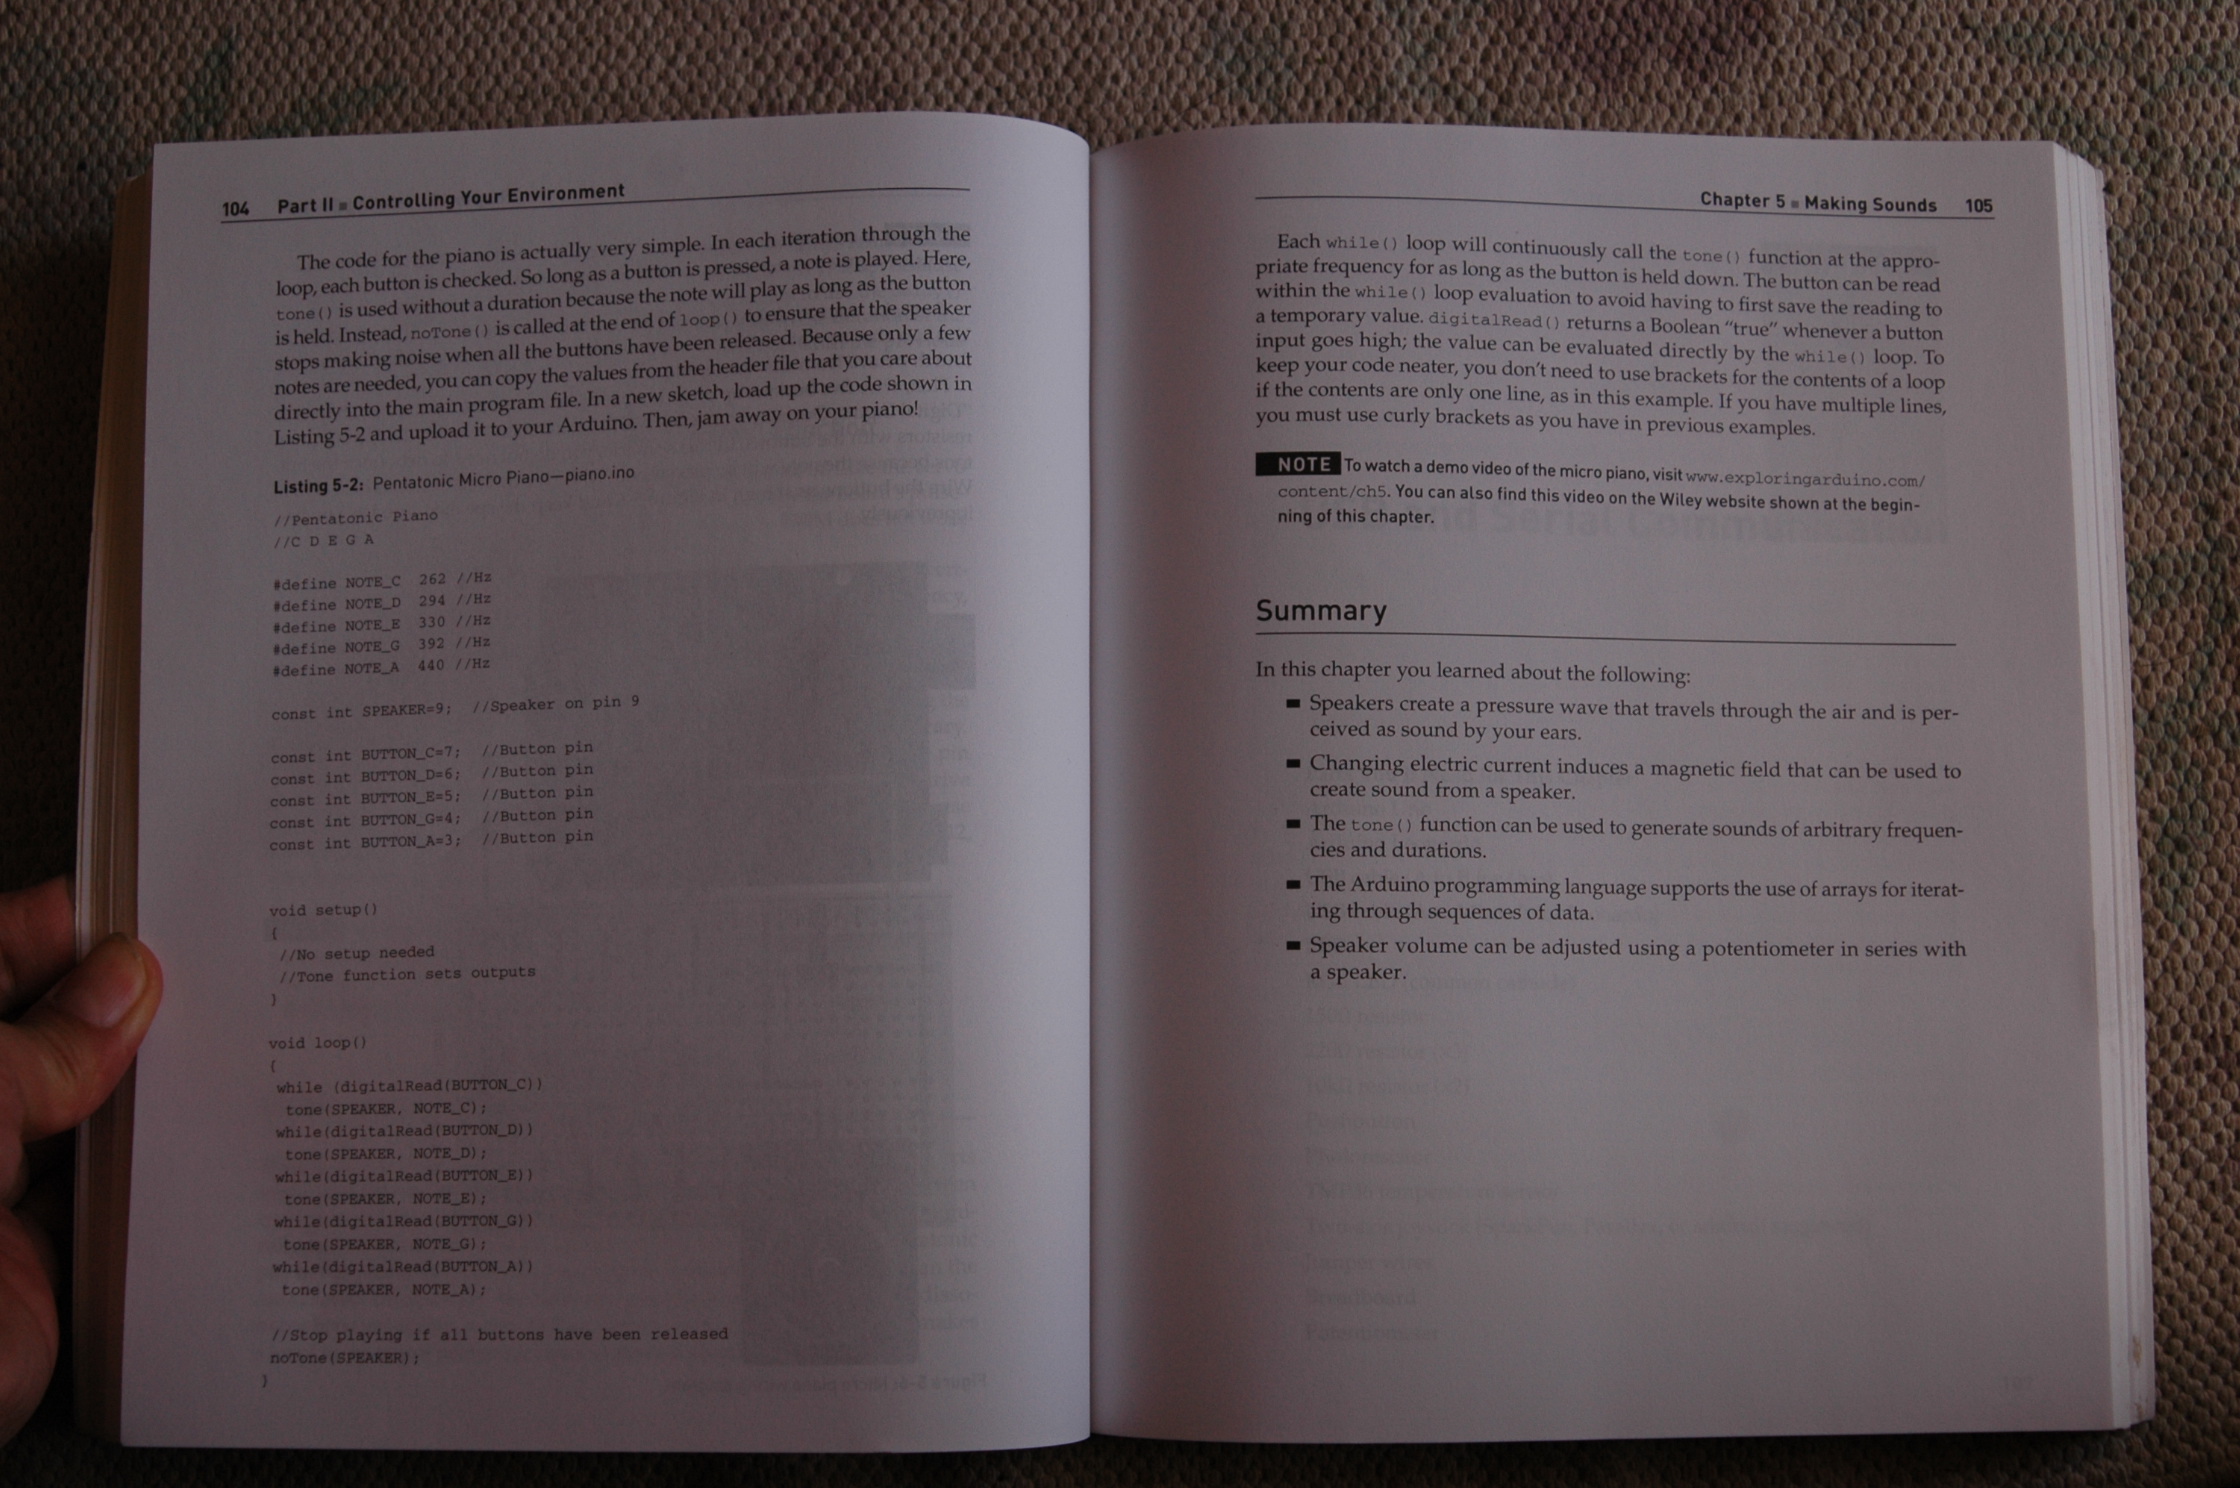 104 Part II ■ Controlling Your Environment
The code for the piano is actually very simple. In each iteration through the
loop, each button is checked. So long as a button is pressed, a note is played. Here,
tone() is used without a duration because the note will play as long as the button
is held. Instead, noTone() is called at the end of loop() to ensure that the speaker
stops making noise when all the buttons have been released. Because only a few
notes are needed, you can copy the values from the header file that you care about
directly into the main program file. In a new sketch, load up the code shown in
Listing 5-2 and upload it to your Arduino. Then, jam away on your piano!
Listing 5-2: Pentatonic Micro Piano—piano.ino
//Pentatonic Piano
//C D E G A
#define NOTE_C 262 //Hz
#define NOTE_D 294 //Hz
#define NOTE_E 330 //Hz
#define NOTE_G 392 //Hz
#define NOTE_A 440 //Hz
const int SPEAKER=9; //Speaker on pin 9
const int BUTTON_C=7; //Button pin
const int BUTTON_D=6; //Button pin
const int BUTTON_E=5; //Button pin
const int BUTTON_G=4; //Button pin
const int BUTTON_A=3; //Button pin
void setup()
{
//No setup needed
//Tone function sets outputs
}
void loop()
{
while (digitalRead(BUTTON_C))
tone(SPEAKER, NOTE_C);
while(digitalRead(BUTTON_D))
tone(SPEAKER, NOTE_D);
while(digitalRead(BUTTON_E))
tone(SPEAKER, NOTE_E);
while(digitalRead(BUTTON_G))
tone(SPEAKER, NOTE_G);
while(digitalRead(BUTTON_A))
tone(SPEAKER, NOTE_A);
//Stop playing if all buttons have been released
noTone(SPEAKER);
}
Chapter 5 ■ Making Sounds 105
Each while() loop will continuously call the tone() function at the appro-
priate frequency for as long as the button is held down. The button can be read
within the while() loop evaluation to avoid having to first save the reading to
a temporary value. digitalRead() returns a Boolean “true” whenever a button
input goes high; the value can be evaluated directly by the while() loop. To
keep your code neater, you don’t need to use brackets for the contents of a loop
if the contents are only one line, as in this example. If you have multiple lines,
you must use curly brackets as you have in previous examples.
NOTE To watch a demo video of the micro piano, visit www.exploringarduino.com/
content/ch5. You can also find this video on the Wiley website shown at the begin-
ning of this chapter.
Summary
In this chapter you learned about the following:
■ Speakers create a pressure wave that travels through the air and is per-
ceived as sound by your ears.
■ Changing electric current induces a magnetic field that can be used to
create sound from a speaker.
■ The tone() function can be used to generate sounds of arbitrary frequen-
cies and durations.
■ The Arduino programming language supports the use of arrays for iterat-
ing through sequences of data.
■ Speaker volume can be adjusted using a potentiometer in series with
a speaker.